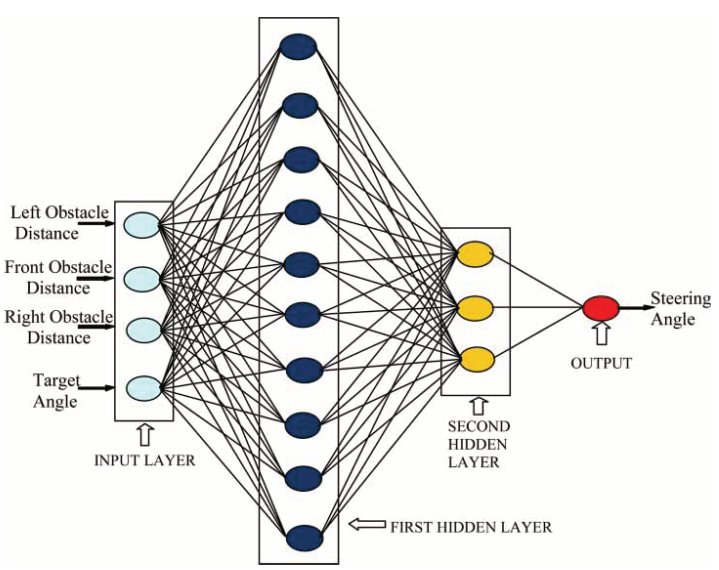 Left Obstacle
Distance
Front Obstacle
Distance
Right Obstacle
Distance
Target
Angle
INPUT LAYER
FIRST HIDDEN LAYER
SECOND
HIDDEN
LAYER
OUTPUT
Steering
Angle